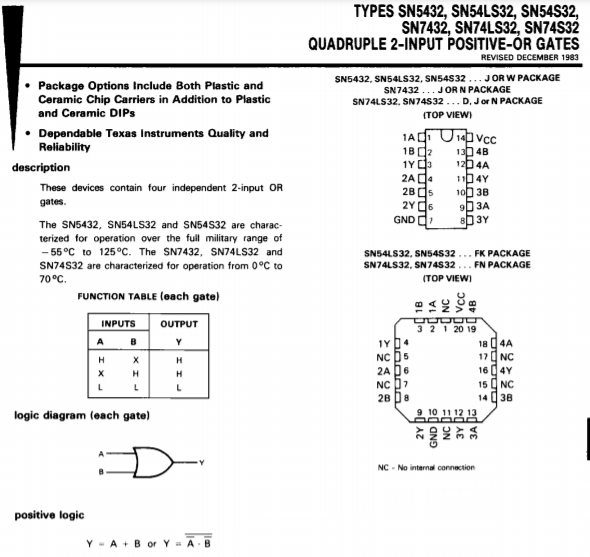 TYPES SN5432, SN54LS32, SN54S32,
SN7432, SN74LS32, SN74S32
QUADRUPLE 2-INPUT POSITIVE-OR GATES
REVISED DECEMBER 1983
• Package Options Include Both Plastic and
Ceramic Chip Carriers in Addition to Plastic
and Ceramic DIPs
• Dependable Texas Instruments Quality and
Reliability
description
These devices contain four independent 2-input OR
gates.
The SN5432, SN54LS32 and SN54S32 are charac-
terized for operation over the full military range of
−55°C to 125°C. The SN7432, SN74LS32 and
SN74S32 are characterized for operation from 0°C to
70°C.
FUNCTION TABLE (each gate)
INPUTS OUTPUT
A B Y
H X H
X H H
L L L
logic diagram (each gate)
A
B
Y
positive logic
Y = A + B or Y = A̅ · B̅
SN5432, SN54LS32, SN54S32 . . . J OR W PACKAGE
SN7432 . . . J OR N PACKAGE
SN74LS32, SN74S32 . . . D, J or N PACKAGE
(TOP VIEW)
1A 1 14 VCC
1B 2 13 4B
1Y 3 12 4A
2A 4 11 4Y
2B 5 10 3B
2Y 6 9 3A
GND 7 8 3Y
SN54LS32, SN54S32 . . . FK PACKAGE
SN74LS32, SN74S32 . . . FN PACKAGE
(TOP VIEW)
1B 1A NC VCC 4B
3 2 1 20 19
1Y 4 18 4A
NC 5 17 NC
2A 6 16 4Y
NC 7 15 NC
2B 8 14 3B
9 10 11 12 13
2Y GND NC 3Y 3A
NC - No internal connection